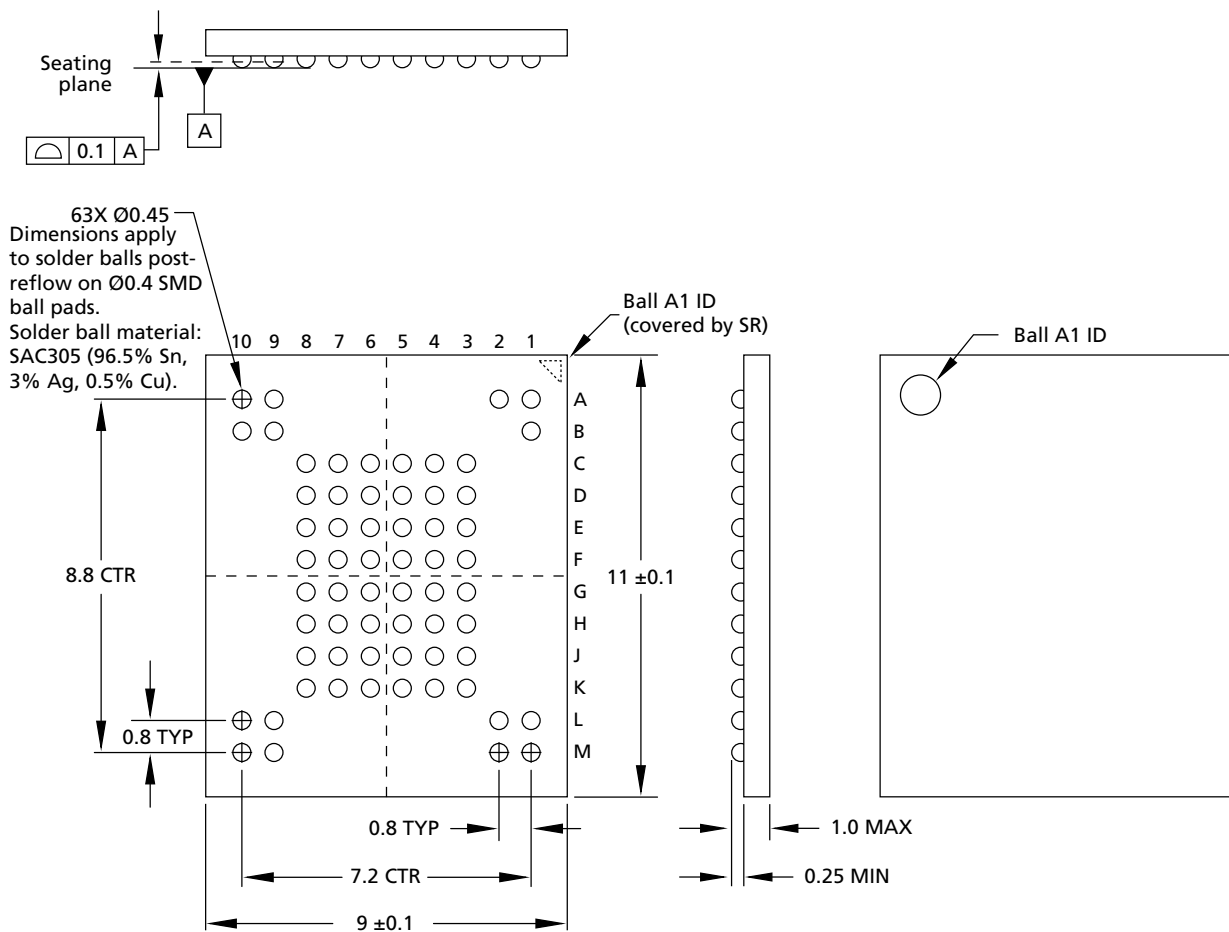 Seating
plane
A
0.1 A
63X Ø0.45
Dimensions apply
to solder balls post-
reflow on Ø0.4 SMD
ball pads.
Solder ball material:
SAC305 (96.5% Sn,
3% Ag, 0.5% Cu).
Ball A1 ID
(covered by SR)
Ball A1 ID
10 9 8 7 6 5 4 3 2 1
A
B
C
D
E
F
G
H
J
K
L
M
8.8 CTR
11 ±0.1
0.8 TYP
0.8 TYP
1.0 MAX
7.2 CTR
0.25 MIN
9 ±0.1